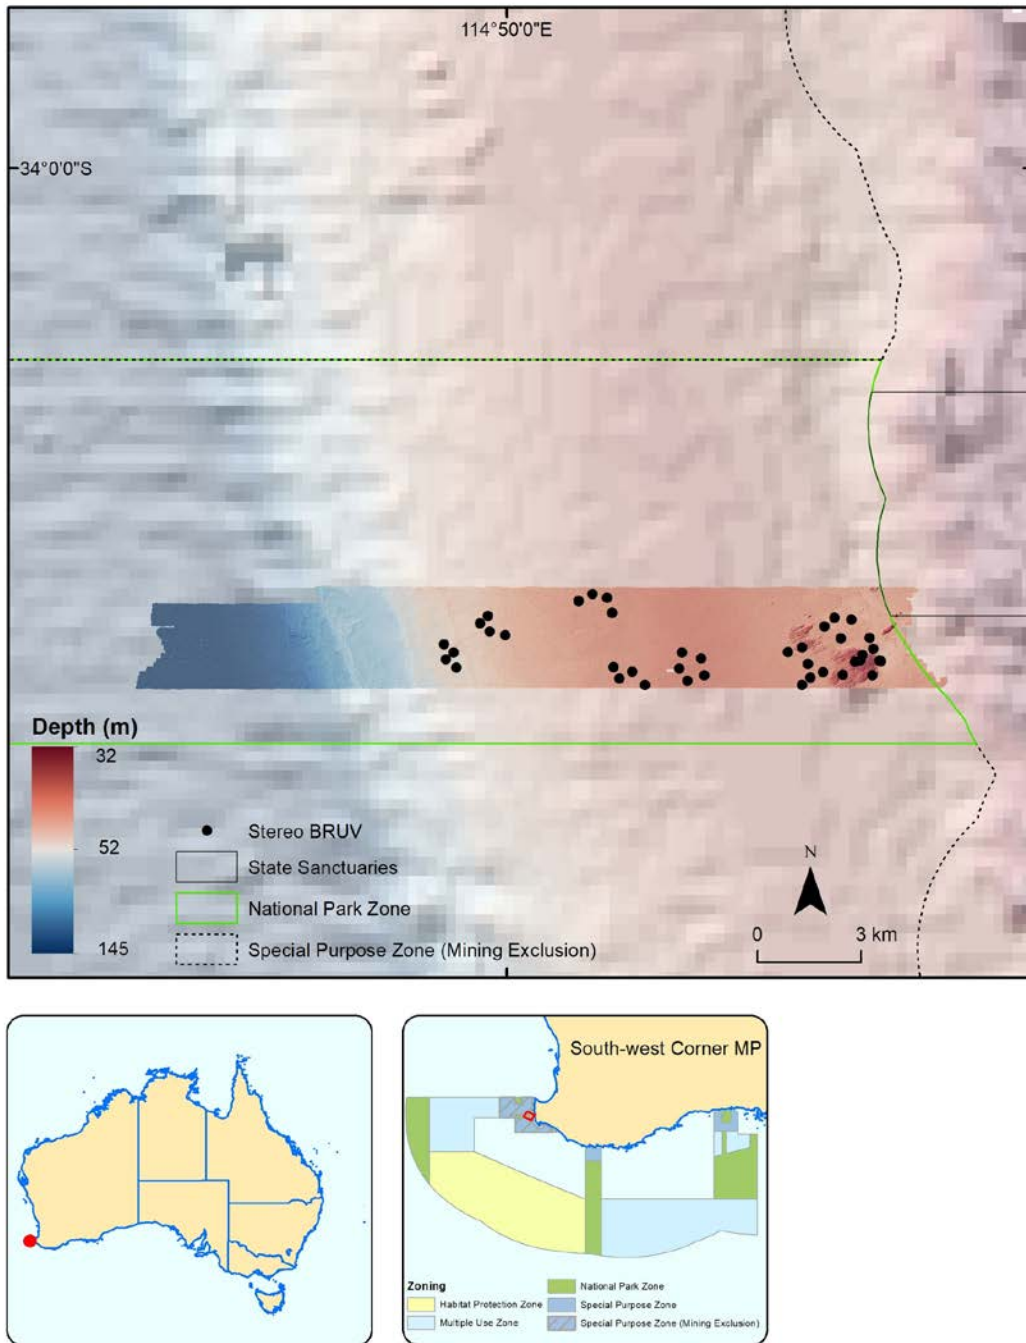 114°50'0"E
34°0'0"S
Depth (m)
32
52
145
Stereo BRUV
State Sanctuaries
National Park Zone
Special Purpose Zone (Mining Exclusion)
N
0 3 km
South-west Corner MP
Zoning
Habitat Protection Zone
Multiple Use Zone
National Park Zone
Special Purpose Zone
Special Purpose Zone (Mining Exclusion)